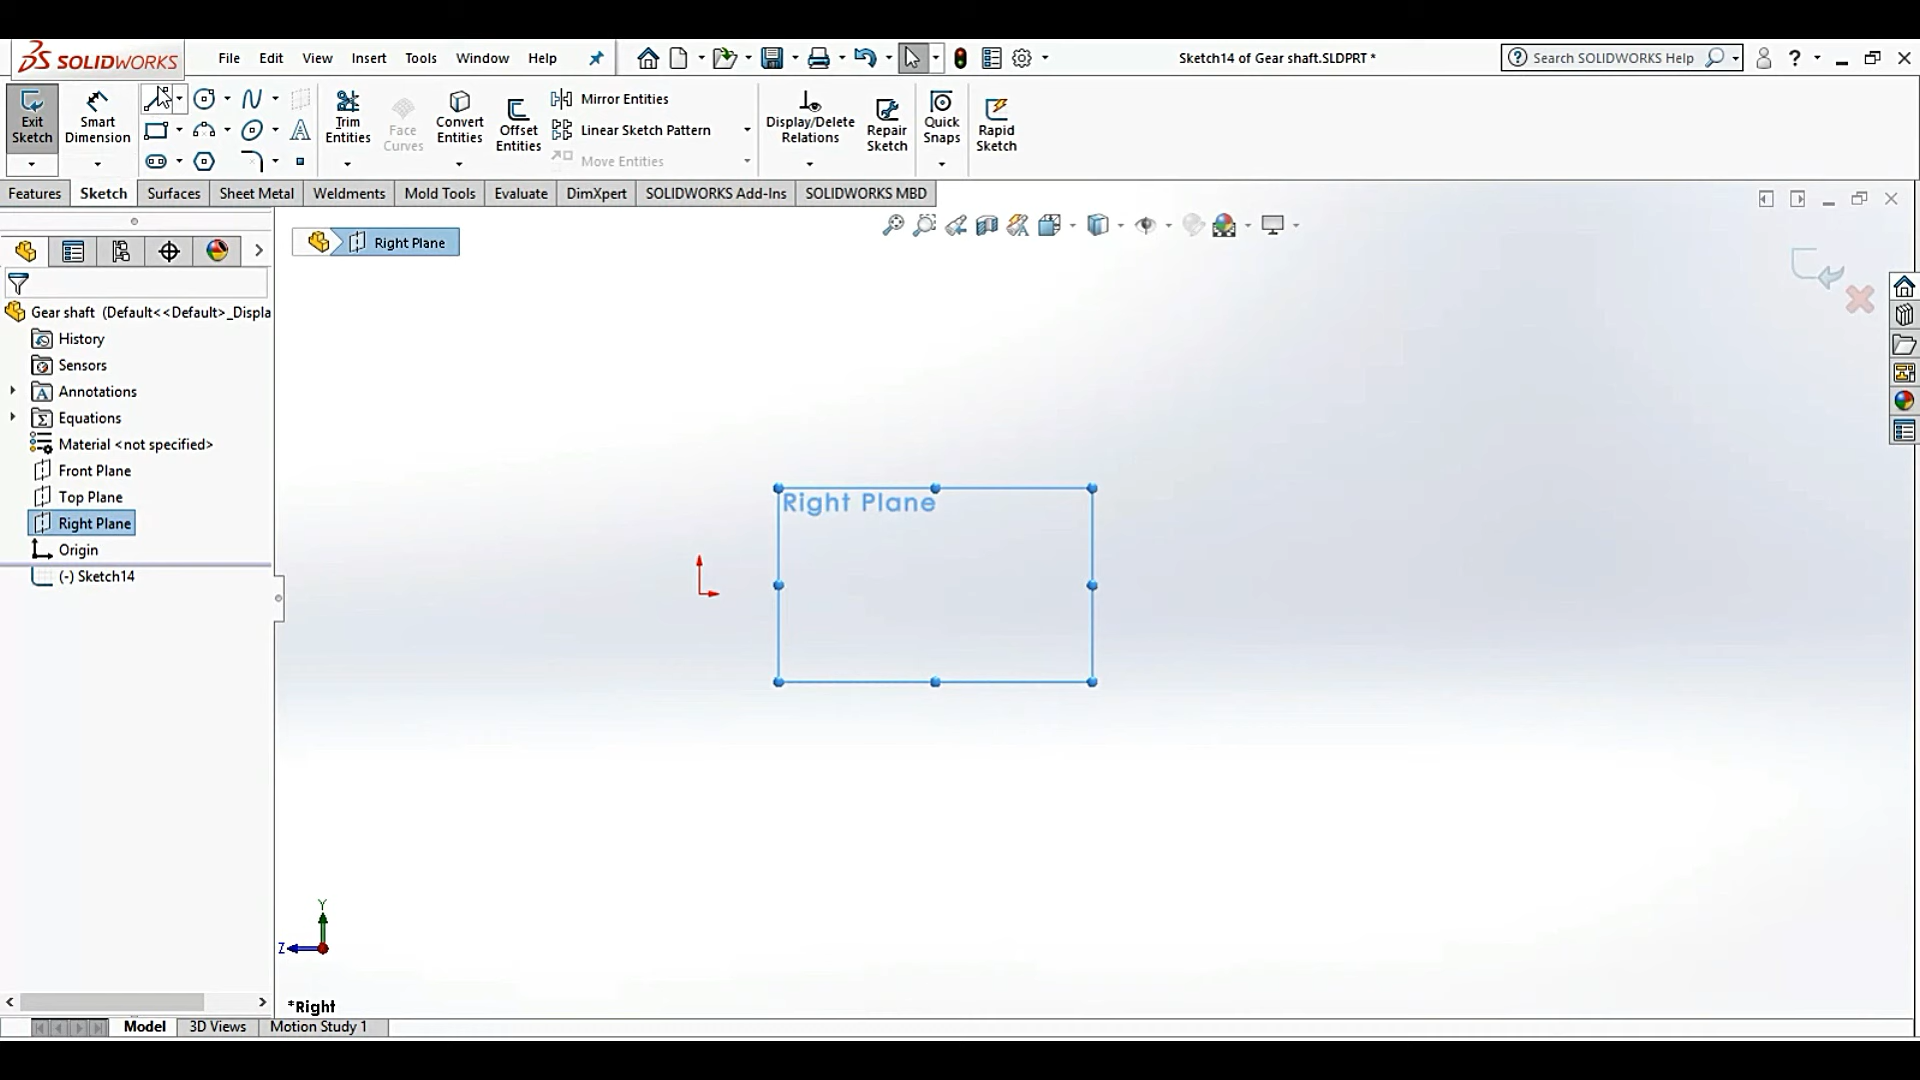 SOLIDWORKS File Edit View Insert Tools Window Help Sketch14 of Gear shaft.SLDPRT * Search SOLIDWORKS Help
Exit Sketch
Smart Dimension
Trim Entities
Face Curves
Convert Entities
Offset Entities
Mirror Entities
Linear Sketch Pattern
Move Entities
Display/Delete Relations
Repair Sketch
Quick Snaps
Rapid Sketch
Features Sketch Surfaces Sheet Metal Weldments Mold Tools Evaluate DimXpert SOLIDWORKS Add-Ins SOLIDWORKS MBD
Right Plane
Gear shaft (Default<<Default>_Displa
History
Sensors
Annotations
Equations
Material <not specified>
Front Plane
Top Plane
Right Plane
Origin
(-) Sketch14
Right Plane
Y
Z
*Right
Model 3D Views Motion Study 1